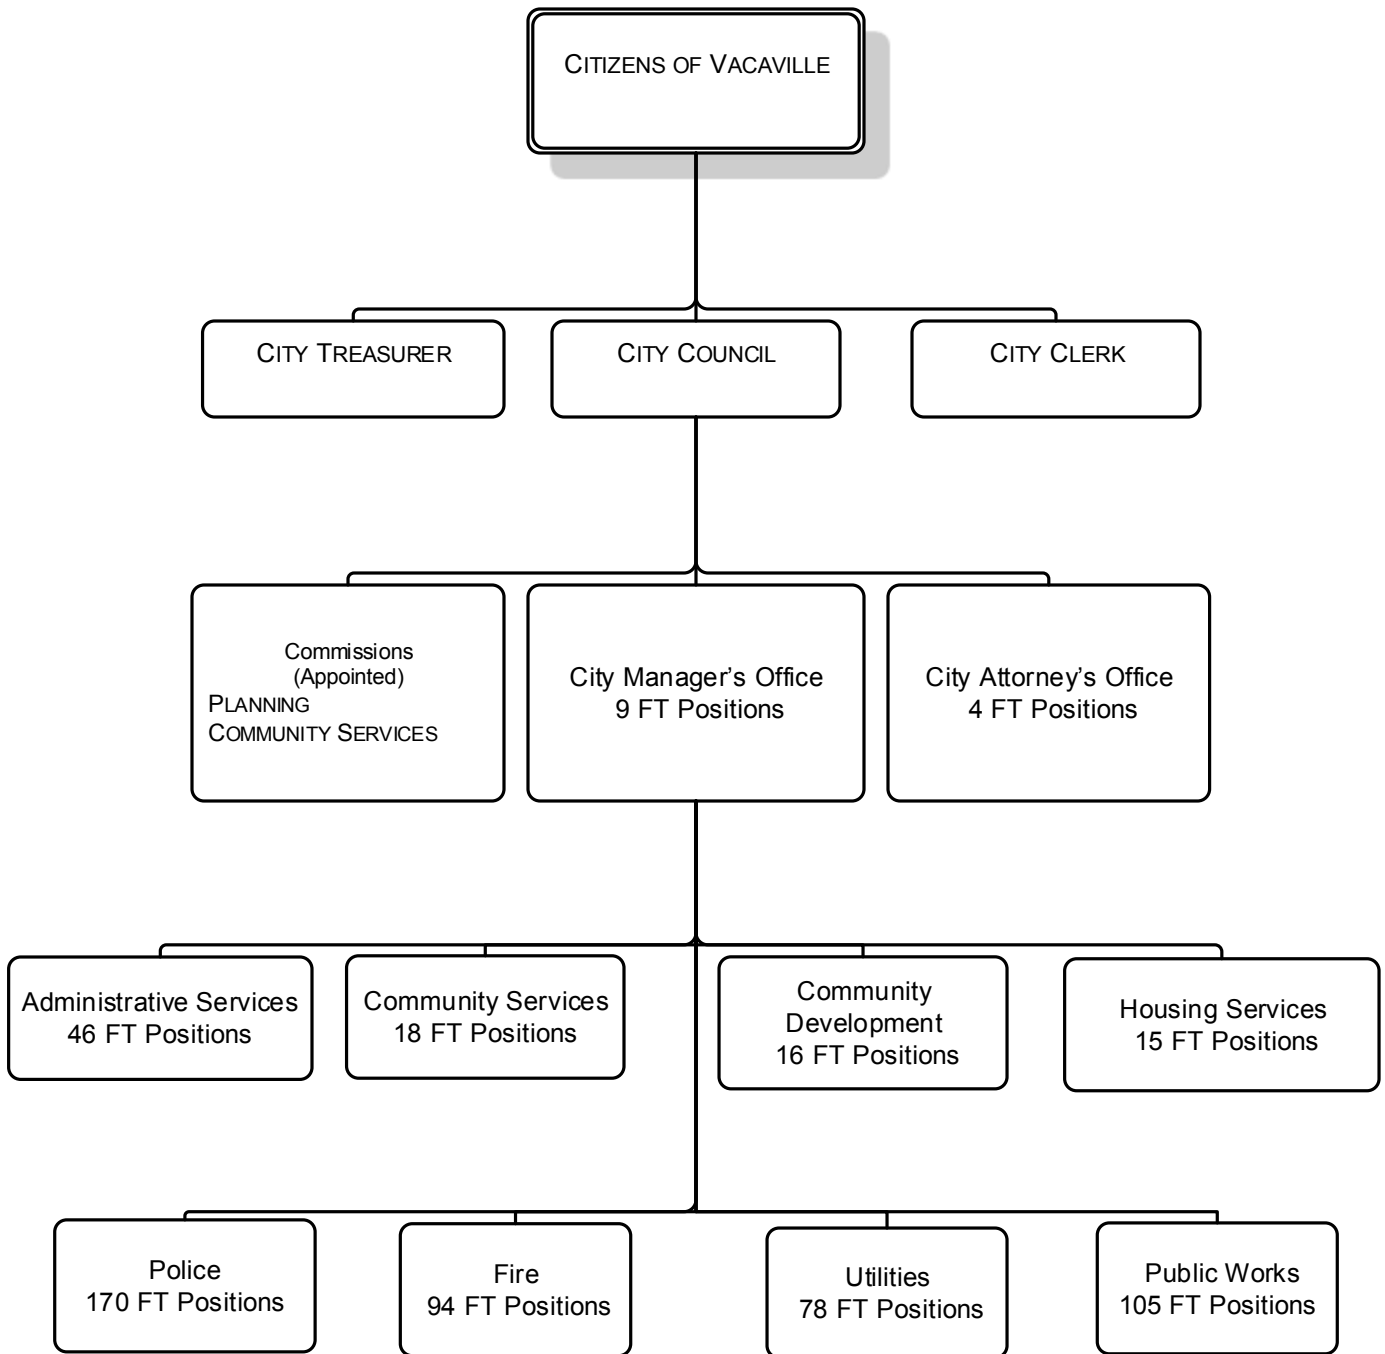 CITIZENS OF VACAVILLE
CITY TREASURER
CITY COUNCIL
CITY CLERK
Commissions
(Appointed)
PLANNING
COMMUNITY SERVICES
City Manager’s Office
9 FT Positions
City Attorney’s Office
4 FT Positions
Administrative Services
46 FT Positions
Community Services
18 FT Positions
Community
Development
16 FT Positions
Housing Services
15 FT Positions
Police
170 FT Positions
Fire
94 FT Positions
Utilities
78 FT Positions
Public Works
105 FT Positions